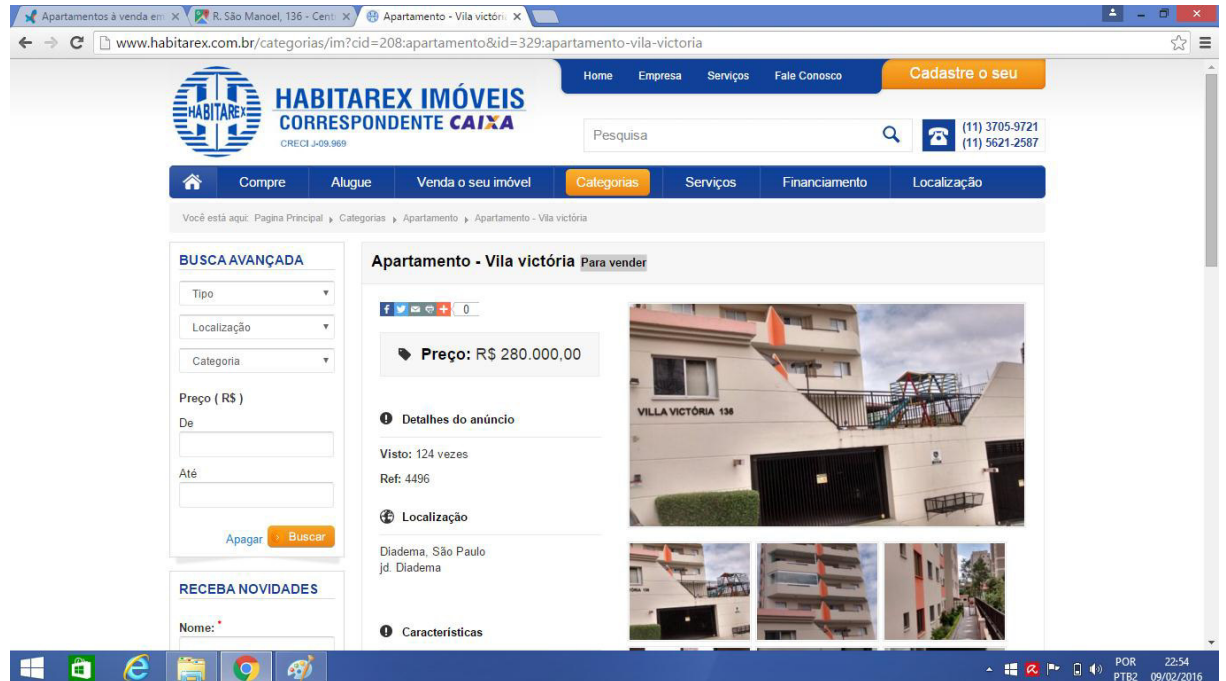 Apartamentos à venda em
R. São Manoel, 136 - Cent
Apartamento - Vila victóri
www.habitarex.com.br/categorias/im?cid=208:apartamento&id=329:apartamento-vila-victoria
Home Empresa Serviços Fale Conosco Cadastre o seu
HABITAREX
HABITAREX IMÓVEIS
CORRESPONDENTE CAIXA
CRECI J-09.969
Pesquisa
(11) 3705-9721
(11) 5621-2587
Compre Alugue Venda o seu imóvel Categorias Serviços Financiamento Localização
Você está aqui: Pagina Principal Categorias Apartamento Apartamento - Vila victória
BUSCA AVANÇADA
Tipo
Localização
Categoria
Preço ( R$ )
De
Até
Apagar Buscar
RECEBA NOVIDADES
Nome: *
Apartamento - Vila victória Para vender
0
Preço: R$ 280.000,00
Detalhes do anúncio
Visto: 124 vezes
Ref: 4496
Localização
Diadema, São Paulo
jd. Diadema
Características
VILLA VICTÓRIA 136
POR
PTB2
22:54
09/02/2016